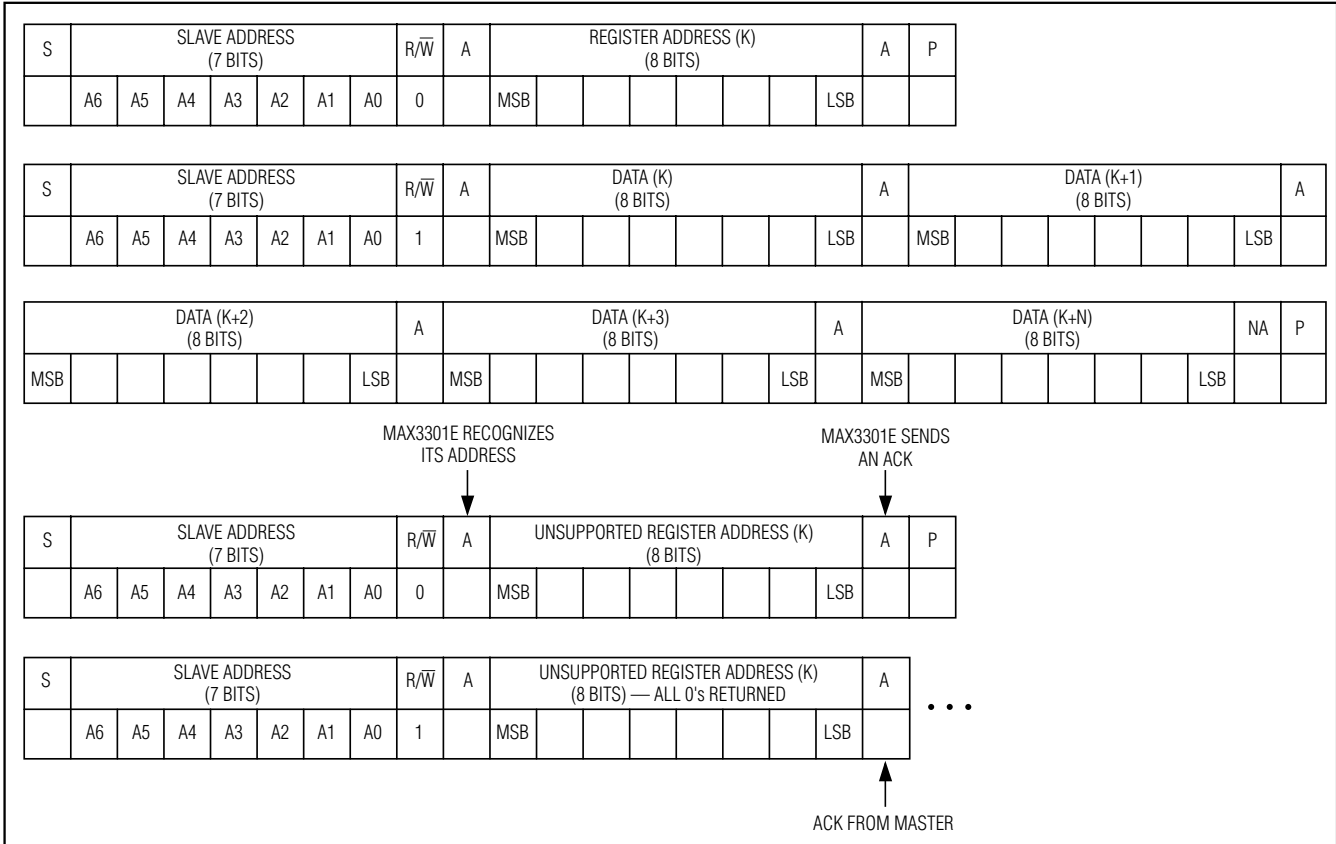 S SLAVE ADDRESS R/W̅ A REGISTER ADDRESS (K) A P
(7 BITS) (8 BITS)
A6 A5 A4 A3 A2 A1 A0 0 MSB LSB
S SLAVE ADDRESS R/W̅ A DATA (K) A DATA (K+1) A
(7 BITS) (8 BITS) (8 BITS)
A6 A5 A4 A3 A2 A1 A0 1 MSB LSB MSB LSB
DATA (K+2) A DATA (K+3) A DATA (K+N) NA P
(8 BITS) (8 BITS) (8 BITS)
MSB LSB MSB LSB MSB LSB
MAX3301E RECOGNIZES MAX3301E SENDS
ITS ADDRESS AN ACK
S SLAVE ADDRESS R/W̅ A UNSUPPORTED REGISTER ADDRESS (K) A P
(7 BITS) (8 BITS)
A6 A5 A4 A3 A2 A1 A0 0 MSB LSB
S SLAVE ADDRESS R/W̅ A UNSUPPORTED REGISTER ADDRESS (K) A
(7 BITS) (8 BITS) — ALL 0's RETURNED
• • •
A6 A5 A4 A3 A2 A1 A0 1 MSB LSB
ACK FROM MASTER